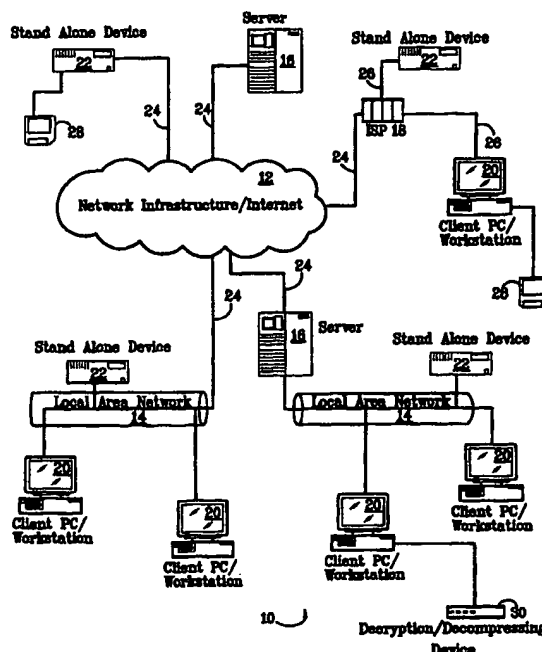 Server
Stand Alone Device
16
Stand Alone Device
22
22
28
24
24
26
ISP 18
24
26
12
Network Infrastructure/Internet
20
Client PC/
Workstation
24
24
28
Server
16
Stand Alone Device
22
Stand Alone Device
22
Local Area Network
14
Local Area Network
14
20
Client PC/
Workstation
20
Client PC/
Workstation
20
Client PC/
Workstation
20
Client PC/
Workstation
10
30
Decryption/Decompressing
Device